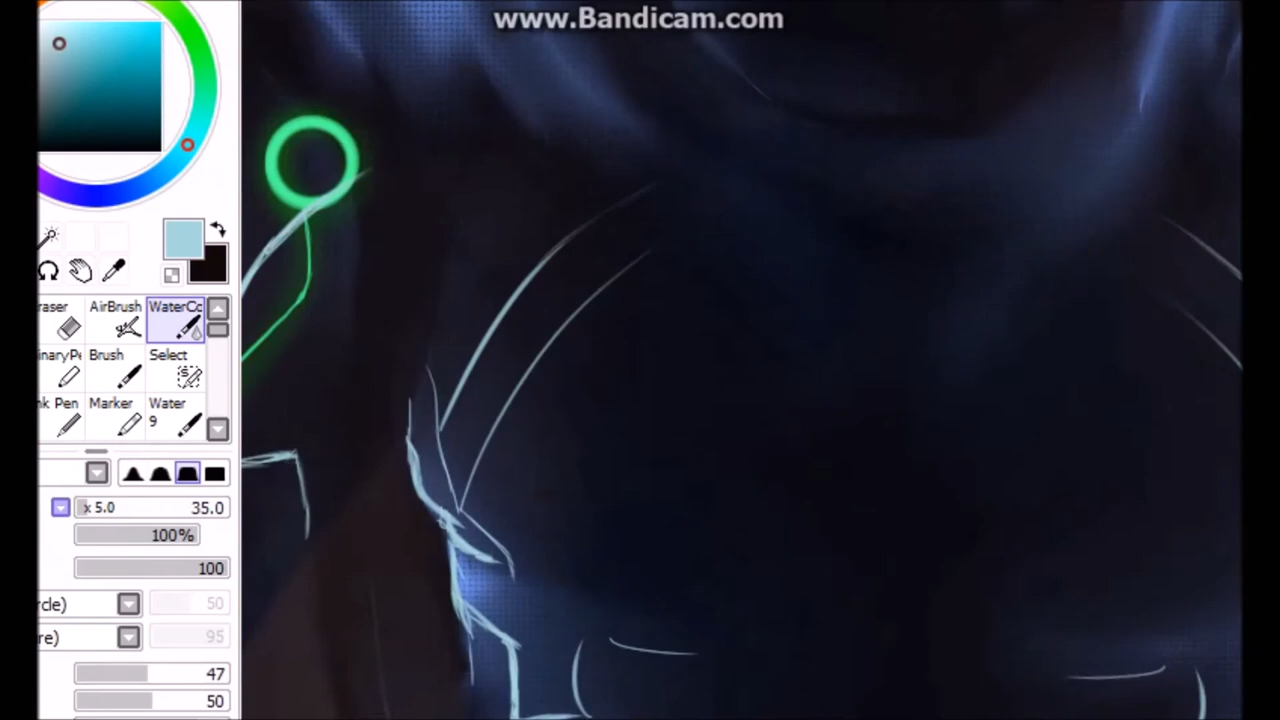 www.Bandicam.com
raser AirBrush WaterCo
inaryPe Brush Select
nk Pen Marker Water
9
x 5.0 35.0
100%
100
rcle) 50
re) 95
47
50